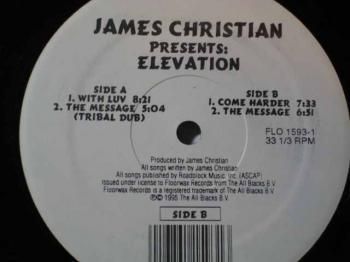 JAMES CHRISTIAN
PRESENTS:
ELEVATION
SIDE A
1. WITH LUV 8:21
2. THE MESSAGE 5:04
(TRIBAL DUB)
SIDE B
1. COME HARDER 7:33
2. THE MESSAGE 6:51
FLO 1593-1
33 1/3 RPM
Produced by James Christian
All songs written by James Christian
All songs published by Roadblock Music Inc. (ASCAP)
issued under license to Floorwax Records from The All Blacks B.V.
Floorwax Records is a registered trademark of The All Blacks B.V.
℗© 1995 The All Blacks B.V.
SIDE B